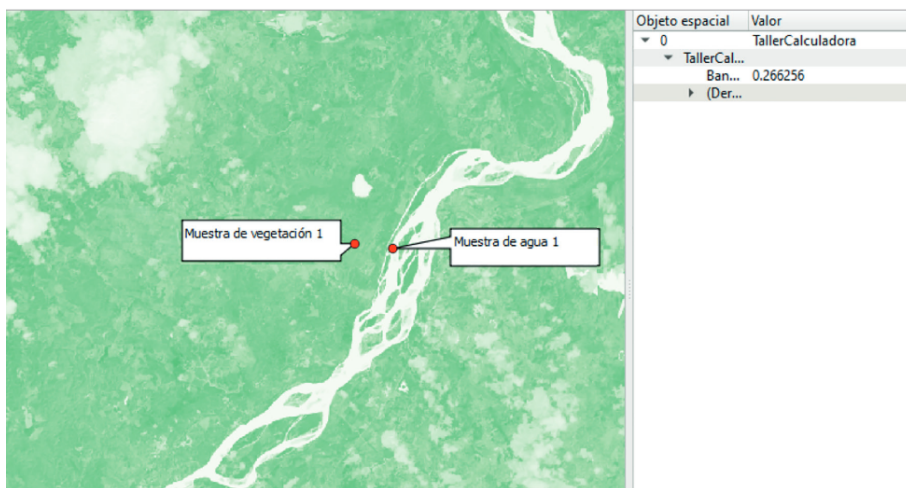 Objeto espacial Valor
0 TallerCalculadora
TallerCal...
Ban... 0.266256
(Der...
Muestra de vegetación 1
Muestra de agua 1